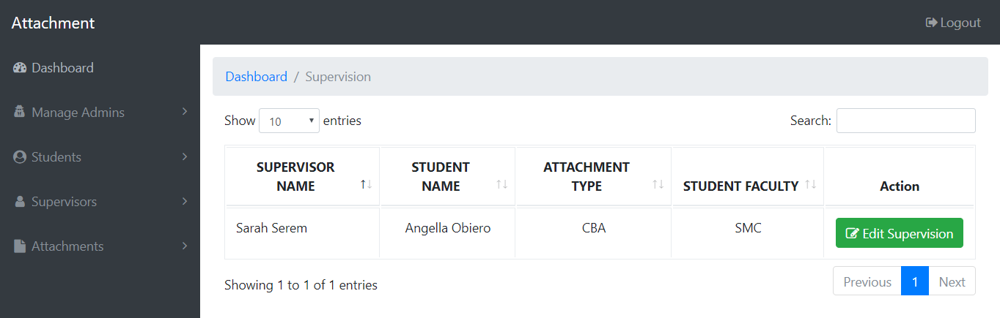 Attachment
Logout
Dashboard
Manage Admins
Students
Supervisors
Attachments
Dashboard / Supervision
Show 10 entries
Search:
SUPERVISOR
NAME
STUDENT
NAME
ATTACHMENT
TYPE
STUDENT FACULTY
Action
Sarah Serem
Angella Obiero
CBA
SMC
Edit Supervision
Showing 1 to 1 of 1 entries
Previous 1 Next